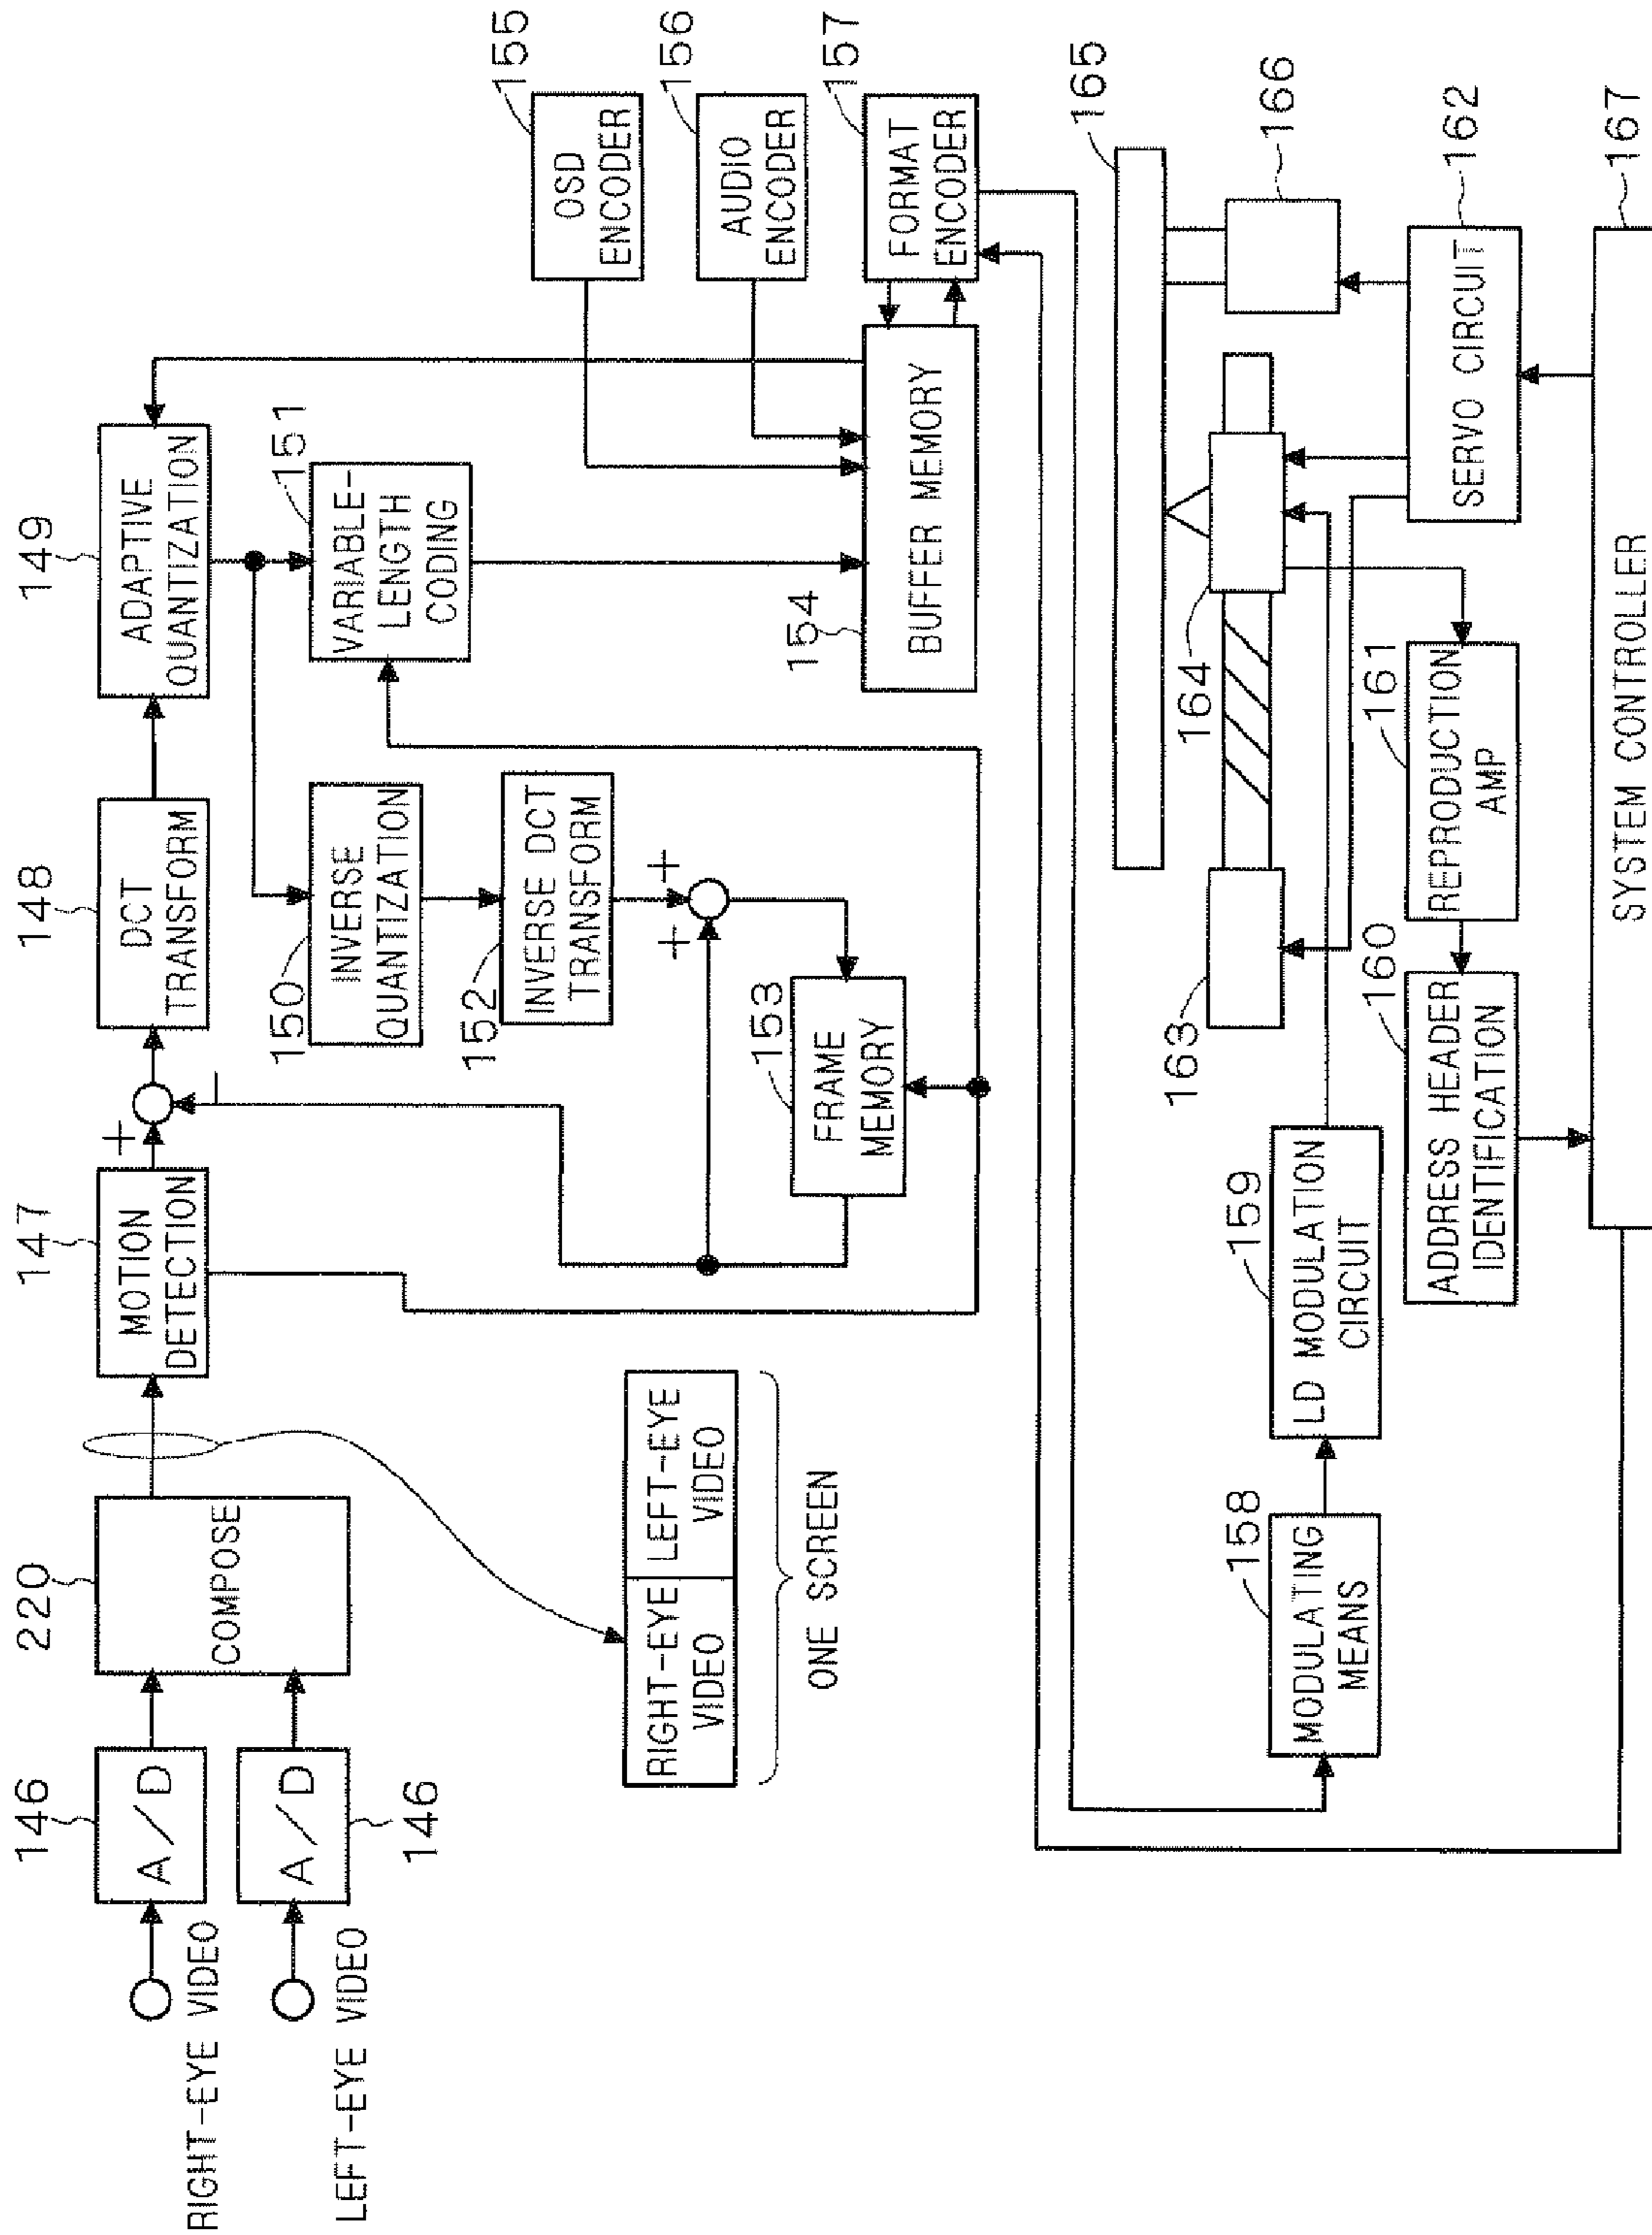 146
220
147
148
149
A/D
COMPOSE
MOTION
DETECTION
+
−
DCT
TRANSFORM
ADAPTIVE
QUANTIZATION
RIGHT-EYE VIDEO
A/D
146
LEFT-EYE VIDEO
150
INVERSE
QUANTIZATION
151
VARIABLE-
LENGTH
CODING
152
INVERSE DCT
TRANSFORM
155
OSD
ENCODER
+
+
156
AUDIO
ENCODER
RIGHT-EYE
VIDEO
LEFT-EYE
VIDEO
ONE SCREEN
153
FRAME
MEMORY
154
BUFFER MEMORY
157
FORMAT
ENCODER
165
163
164
166
158
MODULATING
MEANS
159
LD MODULATION
CIRCUIT
160
ADDRESS HEADER
IDENTIFICATION
161
REPRODUCTION
AMP
162
SERVO CIRCUIT
SYSTEM CONTROLLER
167